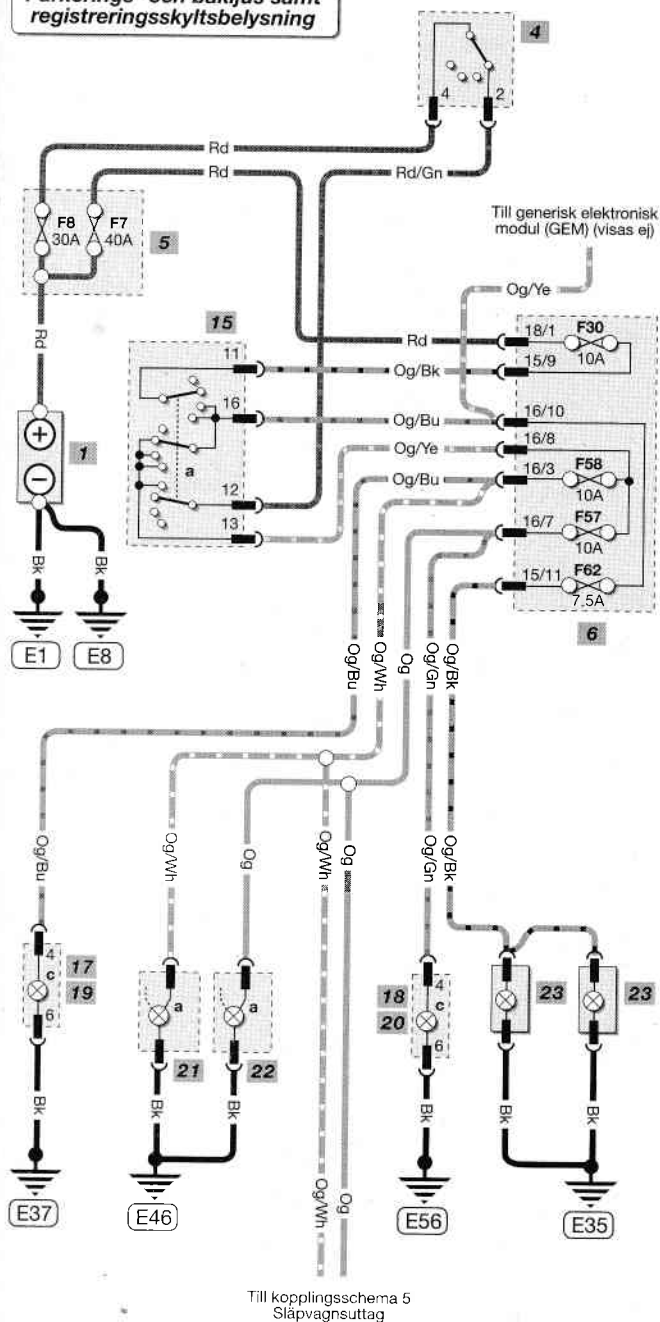 registreringsskyltsbelysning
4
4
2
Rd
Rd
Rd/Gn
F8
30A
F7
40A
5
Till generisk elektronisk
modul (GEM) (visas ej)
Og/Ye
15
Rd
18/1
F30
10A
11
Og/Bk
15/9
Rd
16
Og/Bu
16/10
1
a
Og/Ye
16/8
Og/Bu
16/3
F58
10A
12
13
16/7
F57
10A
15/11
F62
7.5A
6
Bk
Bk
E1
E8
Og/Bu
Og/Wh
Og
Og/Gn
Og/Bk
Og/Bu
Og/Wh
Og
Og/Wh
Og
Og/Gn
Og/Bk
4
17
c
19
6
a
a
21
22
4
18
c
20
6
23
23
Bk
Bk
Bk
Bk
Bk
Bk
E37
E46
Og/Wh
Og
E56
E35
Till kopplingsschema 5
Släpvagnsuttag